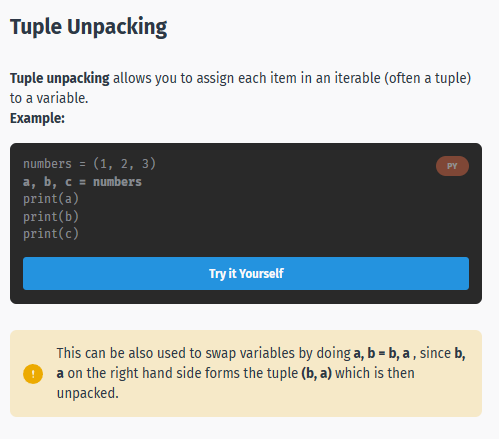 Tuple Unpacking
Tuple unpacking allows you to assign each item in an iterable (often a tuple)
to a variable.
Example:
PY
numbers = (1, 2, 3)
a, b, c = numbers
print(a)
print(b)
print(c)
Try it Yourself
This can be also used to swap variables by doing a, b = b, a , since b,
a on the right hand side forms the tuple (b, a) which is then
unpacked.